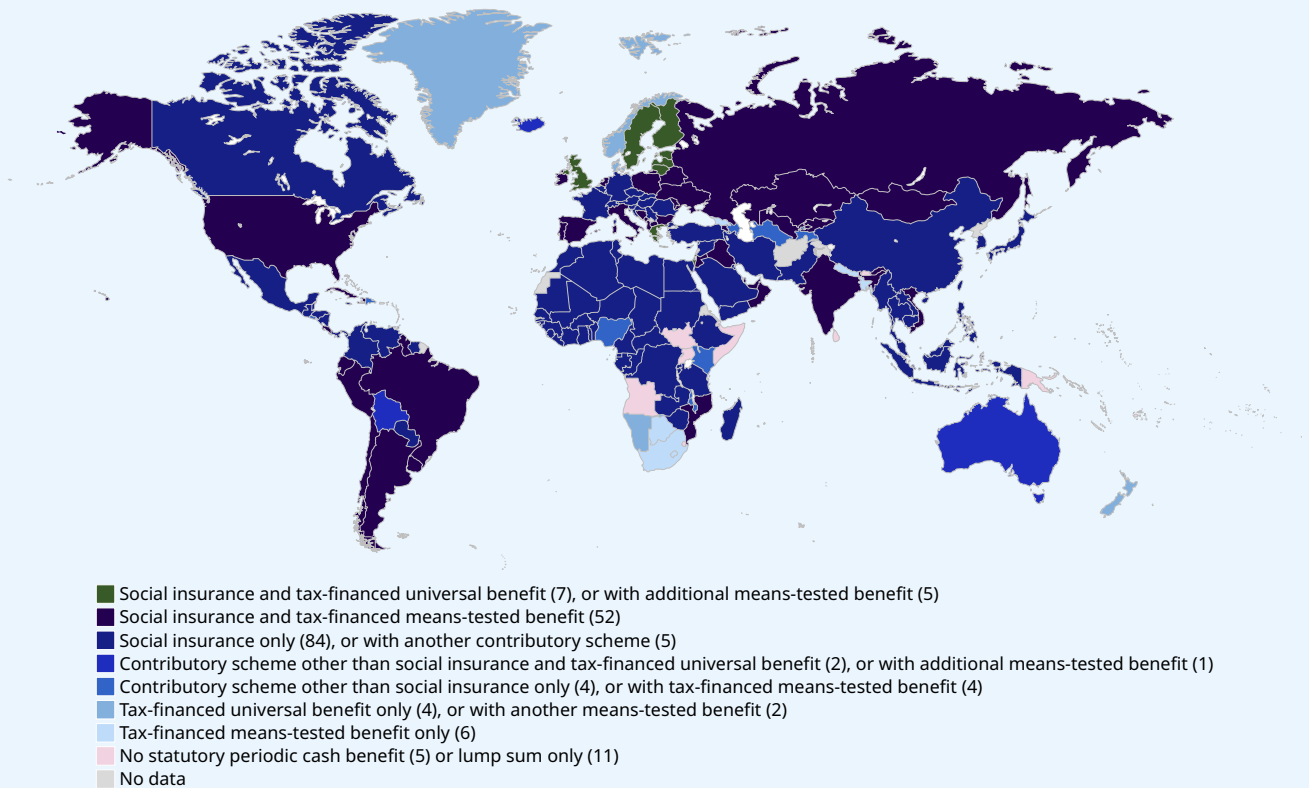 Social insurance and tax-financed universal benefit (7), or with additional means-tested benefit (5)
Social insurance and tax-financed means-tested benefit (52)
Social insurance only (84), or with another contributory scheme (5)
Contributory scheme other than social insurance and tax-financed universal benefit (2), or with additional means-tested benefit (1)
Contributory scheme other than social insurance only (4), or with tax-financed means-tested benefit (4)
Tax-financed universal benefit only (4), or with another means-tested benefit (2)
Tax-financed means-tested benefit only (6)
No statutory periodic cash benefit (5) or lump sum only (11)
No data